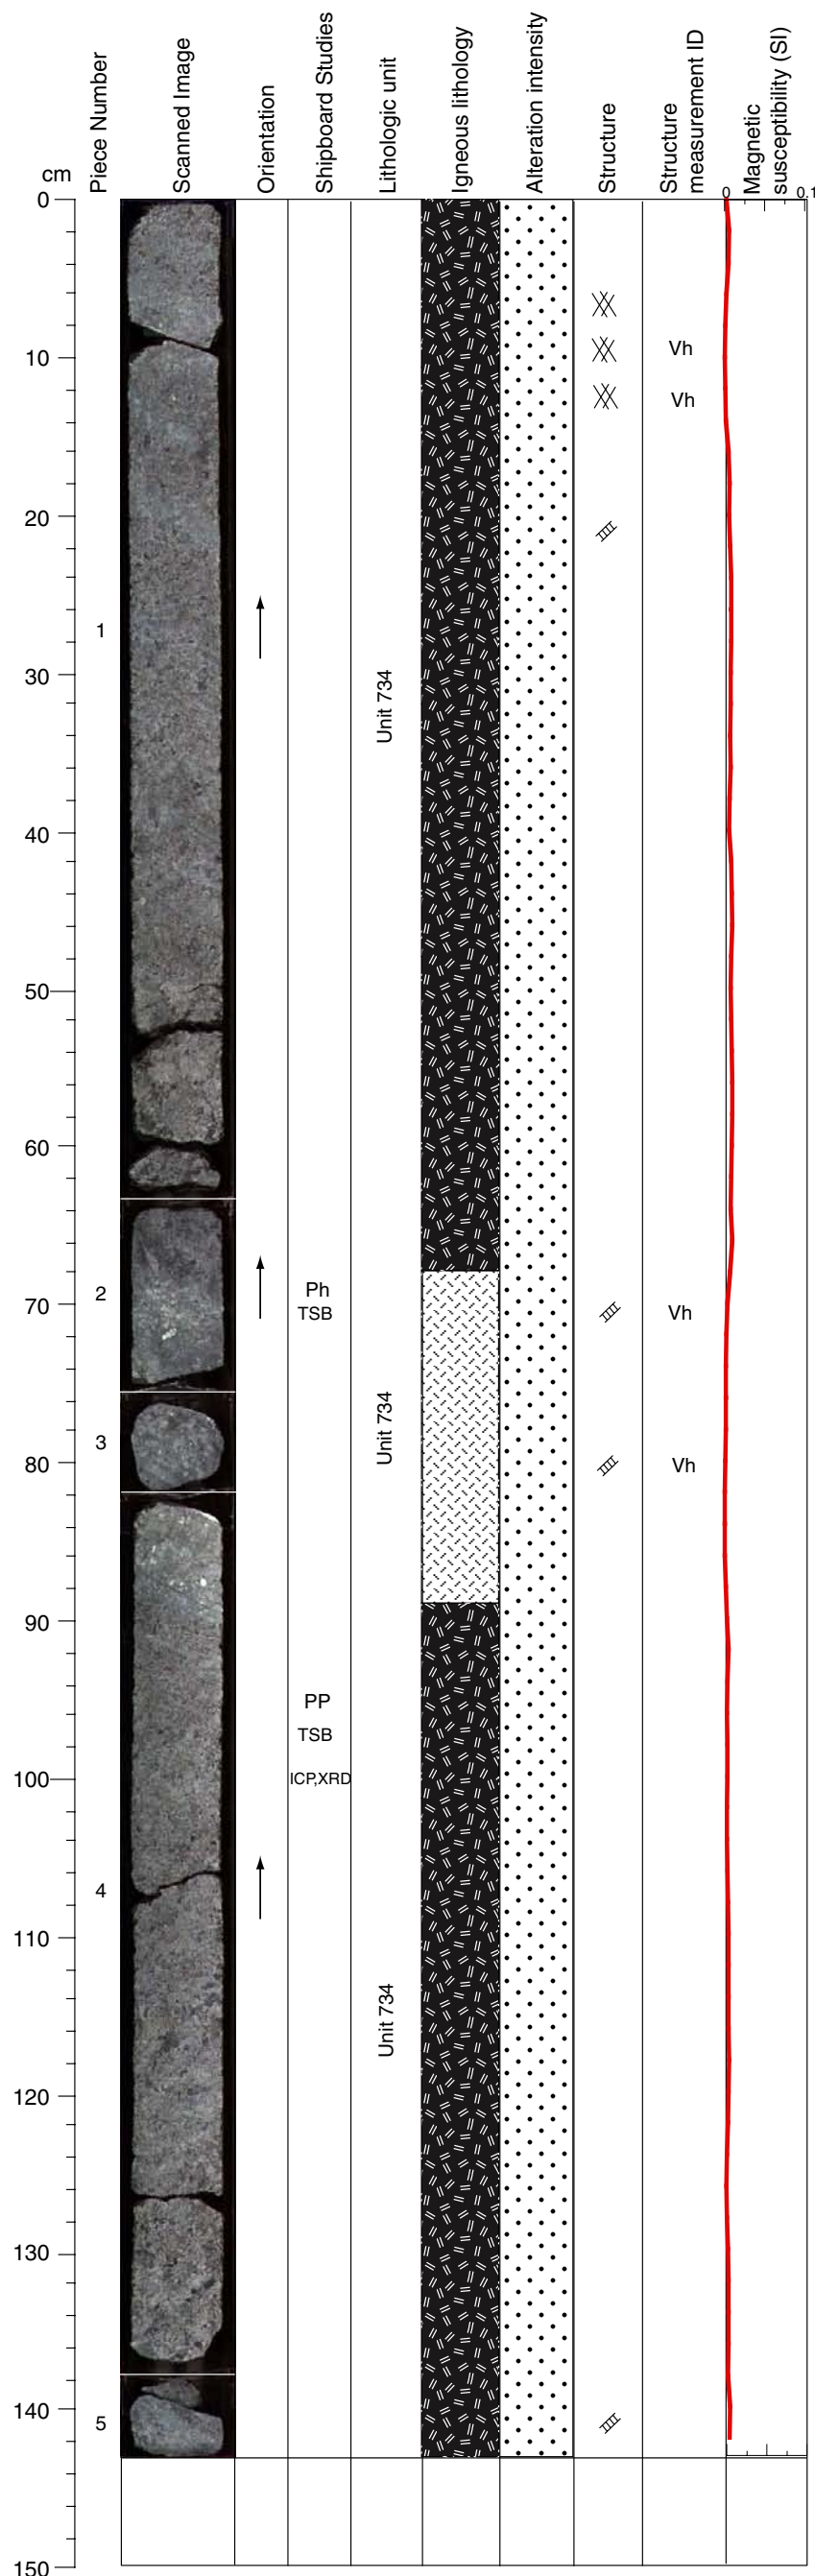 cm
Piece Number
Scanned Image
Orientation
Shipboard Studies
Lithologic unit
Igneous lithology
Alteration intensity
Structure
Structure
measurement ID
Magnetic
susceptibility (SI)
0
0.1
0
10
Vh
Vh
20
1
30
Unit 734
40
50
60
2
Ph
70
TSB
Vh
Unit 734
3
80
Vh
90
PP
TSB
100
ICP,XRD
4
110
Unit 734
120
130
140
5
150